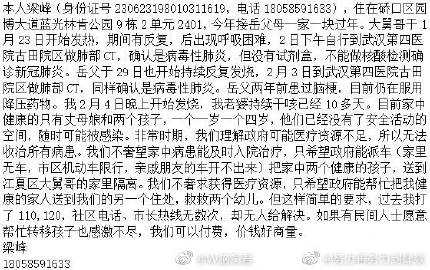 本人梁峰（身份证号 230623198010311619，电话 18058591633），住在硚口区园
博大道蓝光林肯公园 9 栋 2 单元 2401，今年接岳父母一家一块过年。大舅哥于 1
月 23 日开始发热，期间有反复，后出现呼吸困难，2 日下午自行到武汉第四医
院古田院区做肺部 CT，确认是病毒性肺炎，但没有试剂盒，不能做核酸检测确
诊新冠肺炎。岳父于 29 日也开始持续反复发烧，2 月 3 日到武汉第四医院古田
院区做肺部 CT，同样确认是病毒性肺炎。岳父两年前患过脑梗，目前仍在服用
降压药物。我 2 月 4 日晚上开始发烧，我老婆持续干咳已经 10 多天。目前家中
健康的只有丈母娘和两个孩子，一个一岁一个四岁，他们已经没有了安全活动的
空间，随时可能被感染。非常时期，我们理解政府可能医疗资源不足，所以无法
收治所有病患。我们不奢望家中病患能及时入院治疗，只希望政府能派车（家里
无车，市区机动车限行，亲戚朋友的车开不出来）把家中两个健康的孩子，送到
江夏区大舅哥的家里隔离。我们不奢求获得医疗资源，只希望政府能帮忙把我健
康的家人送到我们的另一个住处，救救两个幼儿。但这样简单的要求，过去我打
了 110,120，社区电话、市长热线无数次，却无人给解决。如果有民间人士愿意
帮忙转移孩子也感激不尽，我们可以付费，价钱好商量。
梁峰
18058591633